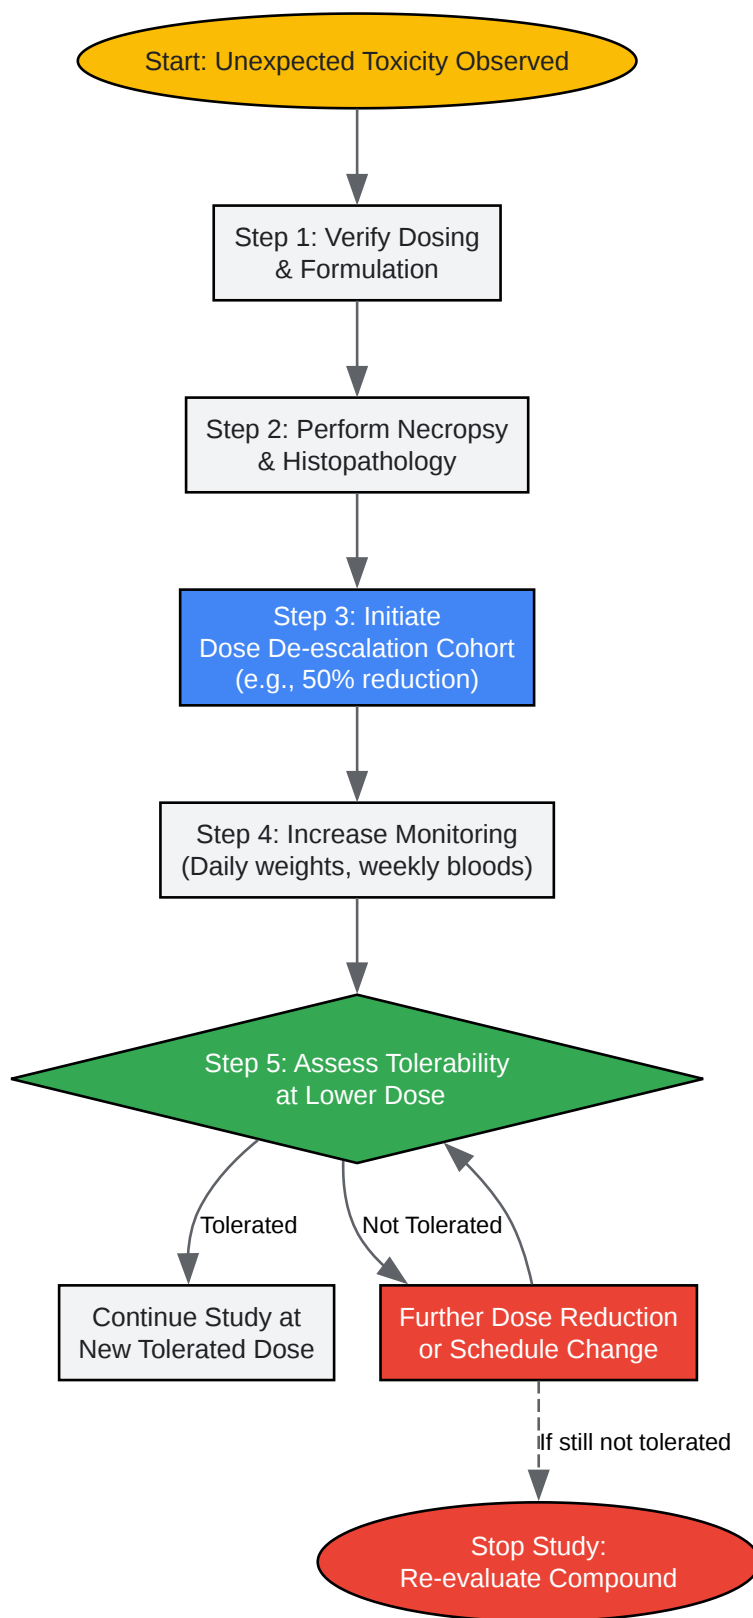 Start: Unexpected Toxicity Observed
Step 1: Verify Dosing
& Formulation
Step 2: Perform Necropsy
& Histopathology
Step 3: Initiate
Dose De-escalation Cohort
(e.g., 50% reduction)
Step 4: Increase Monitoring
(Daily weights, weekly bloods)
Step 5: Assess Tolerability
at Lower Dose
Tolerated
Not Tolerated
Continue Study at
New Tolerated Dose
Further Dose Reduction
or Schedule Change
If still not tolerated
Stop Study:
Re-evaluate Compound